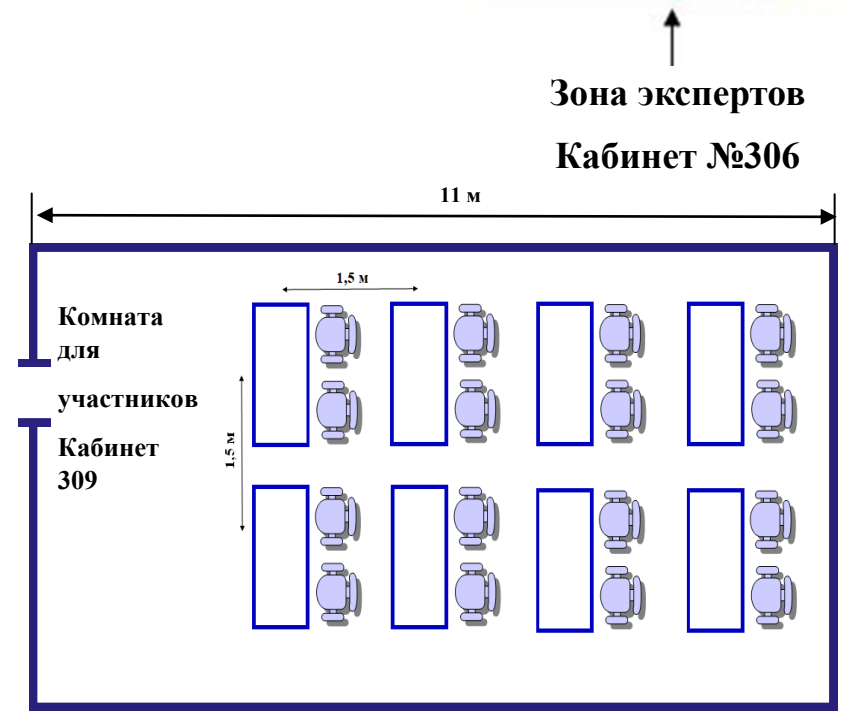 Зона экспертов
Кабинет №306
11 м
1,5 м
Комната
для
участников
Кабинет
309
1,5 м